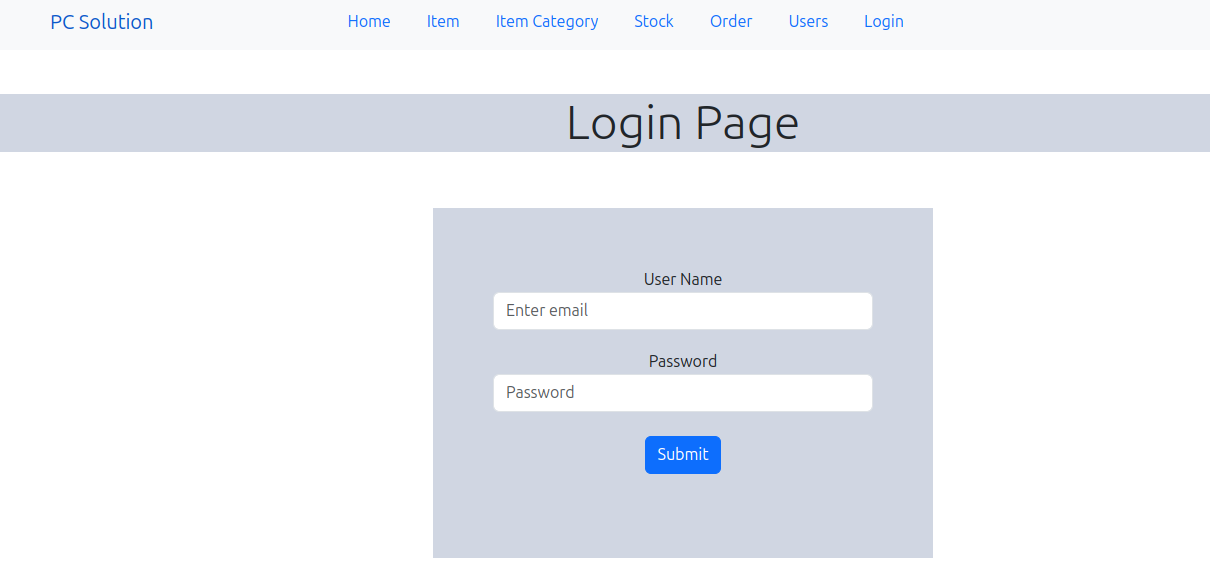 PC Solution Home Item Item Category Stock Order Users Login
Login Page
User Name
Enter email
Password
Password
Submit